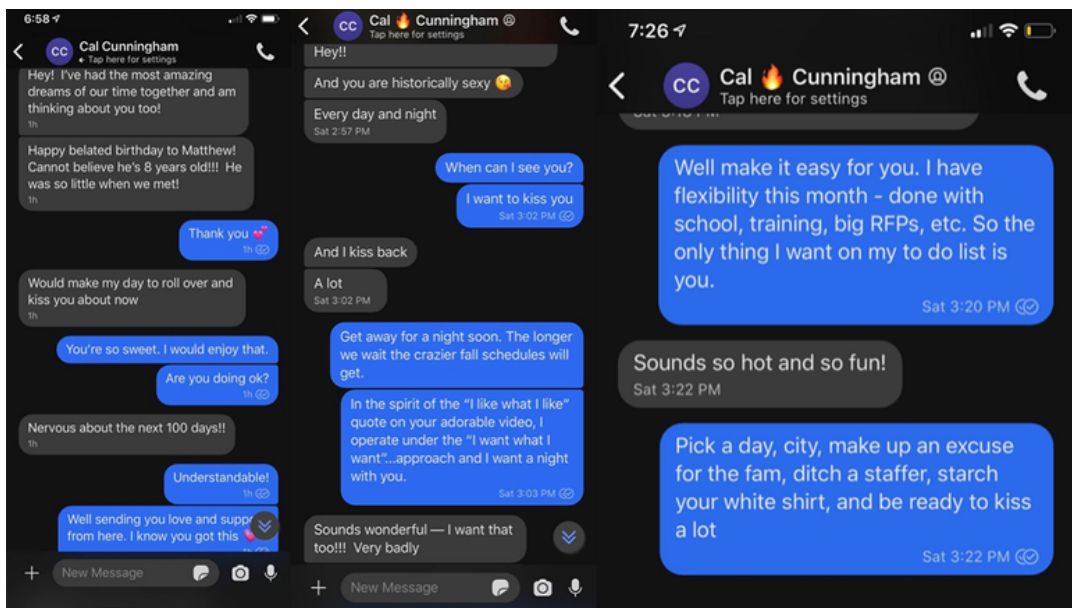 6:58
CC
Cal Cunningham
Tap here for settings
Hey! I've had the most amazing
dreams of our time together and am
thinking about you too!
1h
Happy belated birthday to Matthew!
Cannot believe he's 8 years old!!! He
was so little when we met!
1h
Thank you 💕
1h
Would make my day to roll over and
kiss you about now
1h
You're so sweet. I would enjoy that.
Are you doing ok?
1h
Nervous about the next 100 days!!
1h
Understandable!
1h
Well sending you love and supp
from here. I know you got this
New Message
CC
Cal 🔥 Cunningham
Tap here for settings
Hey!!
And you are historically sexy 😘
Every day and night
Sat 2:57 PM
When can I see you?
I want to kiss you
Sat 3:02 PM
And I kiss back
A lot
Sat 3:02 PM
Get away for a night soon. The longer
we wait the crazier fall schedules will
get.
In the spirit of the “I like what I like”
quote on your adorable video, I
operate under the “I want what I
want”...approach and I want a night
with you.
Sat 3:03 PM
Sounds wonderful — I want that
too!!! Very badly
New Message
7:26
CC
Cal 🔥 Cunningham
Tap here for settings
Well make it easy for you. I have
flexibility this month - done with
school, training, big RFPs, etc. So the
only thing I want on my to do list is
you.
Sat 3:20 PM
Sounds so hot and so fun!
Sat 3:22 PM
Pick a day, city, make up an excuse
for the fam, ditch a staffer, starch
your white shirt, and be ready to kiss
a lot
Sat 3:22 PM